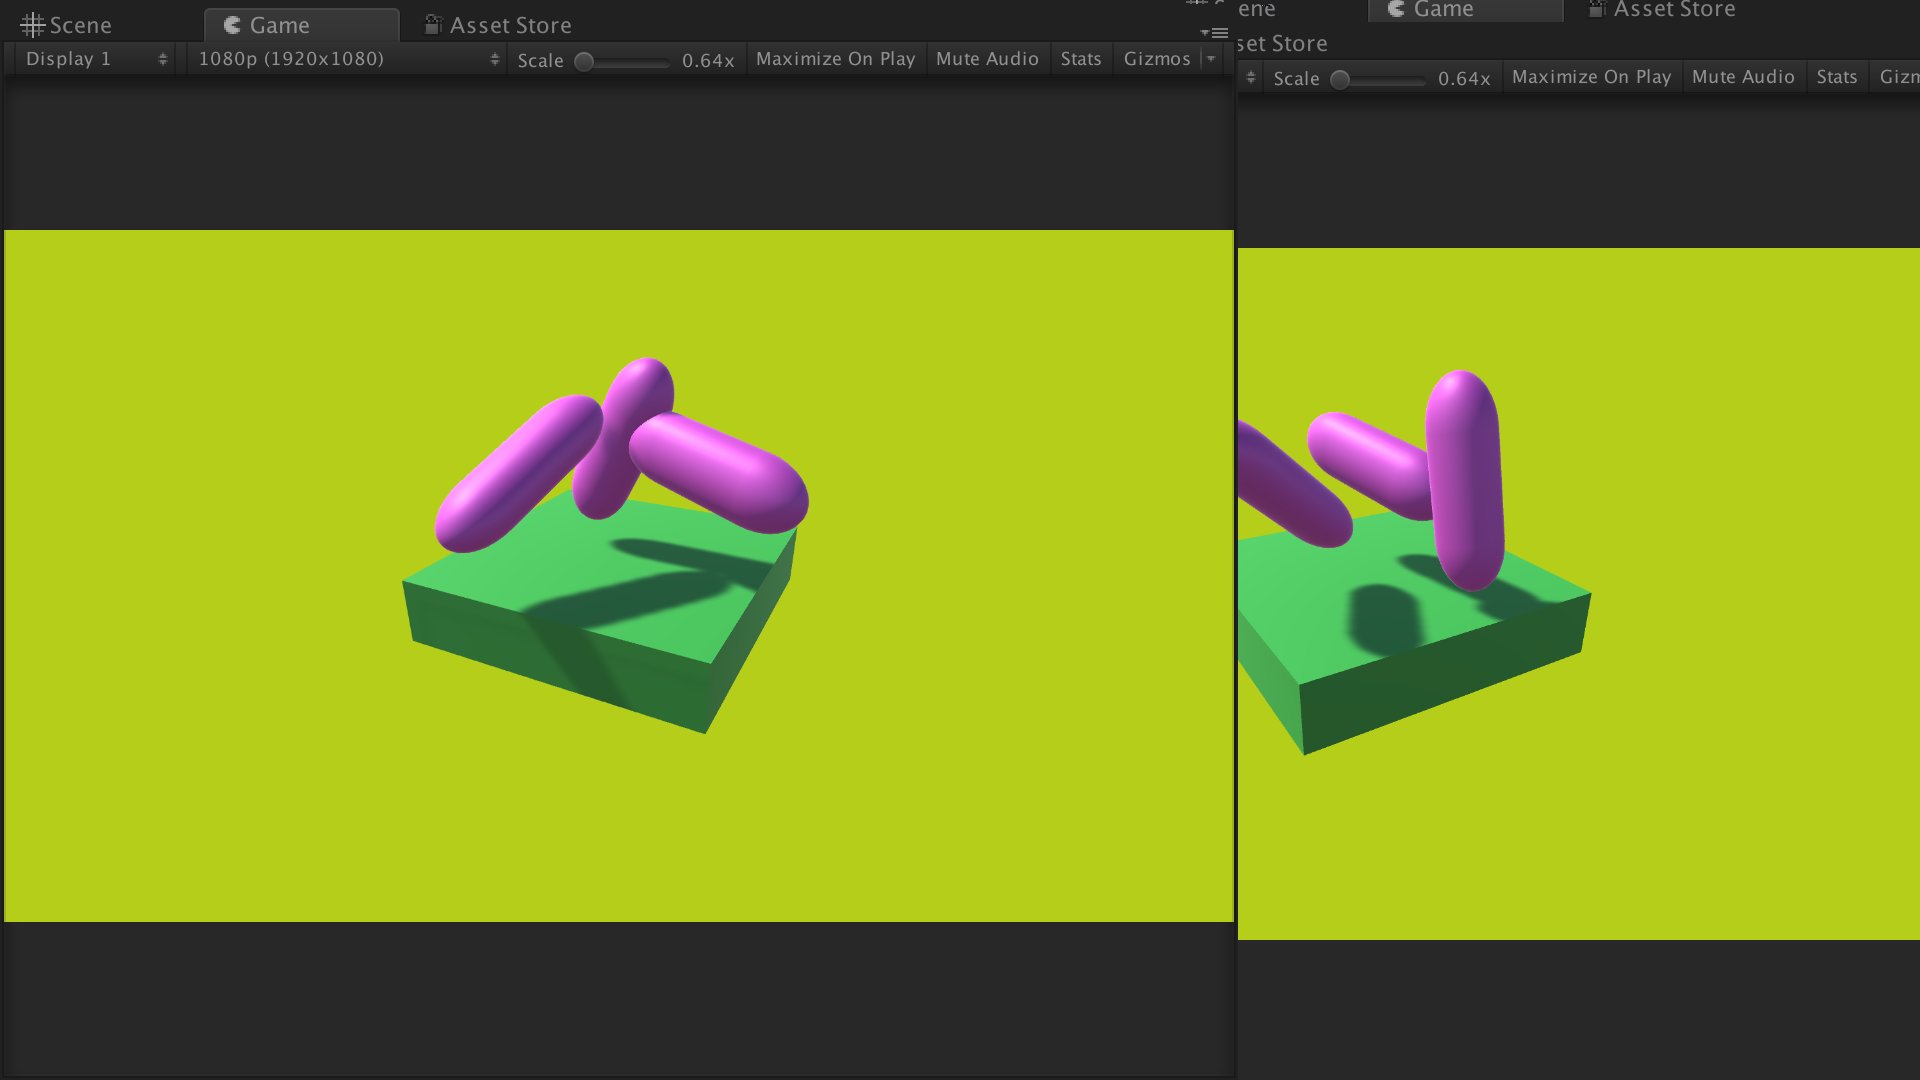 Scene Game Asset Store
Display 1 1080p (1920x1080) Scale 0.64x Maximize On Play Mute Audio Stats Gizmos
ene Game Asset Store
set Store
Scale 0.64x Maximize On Play Mute Audio Stats Gizm